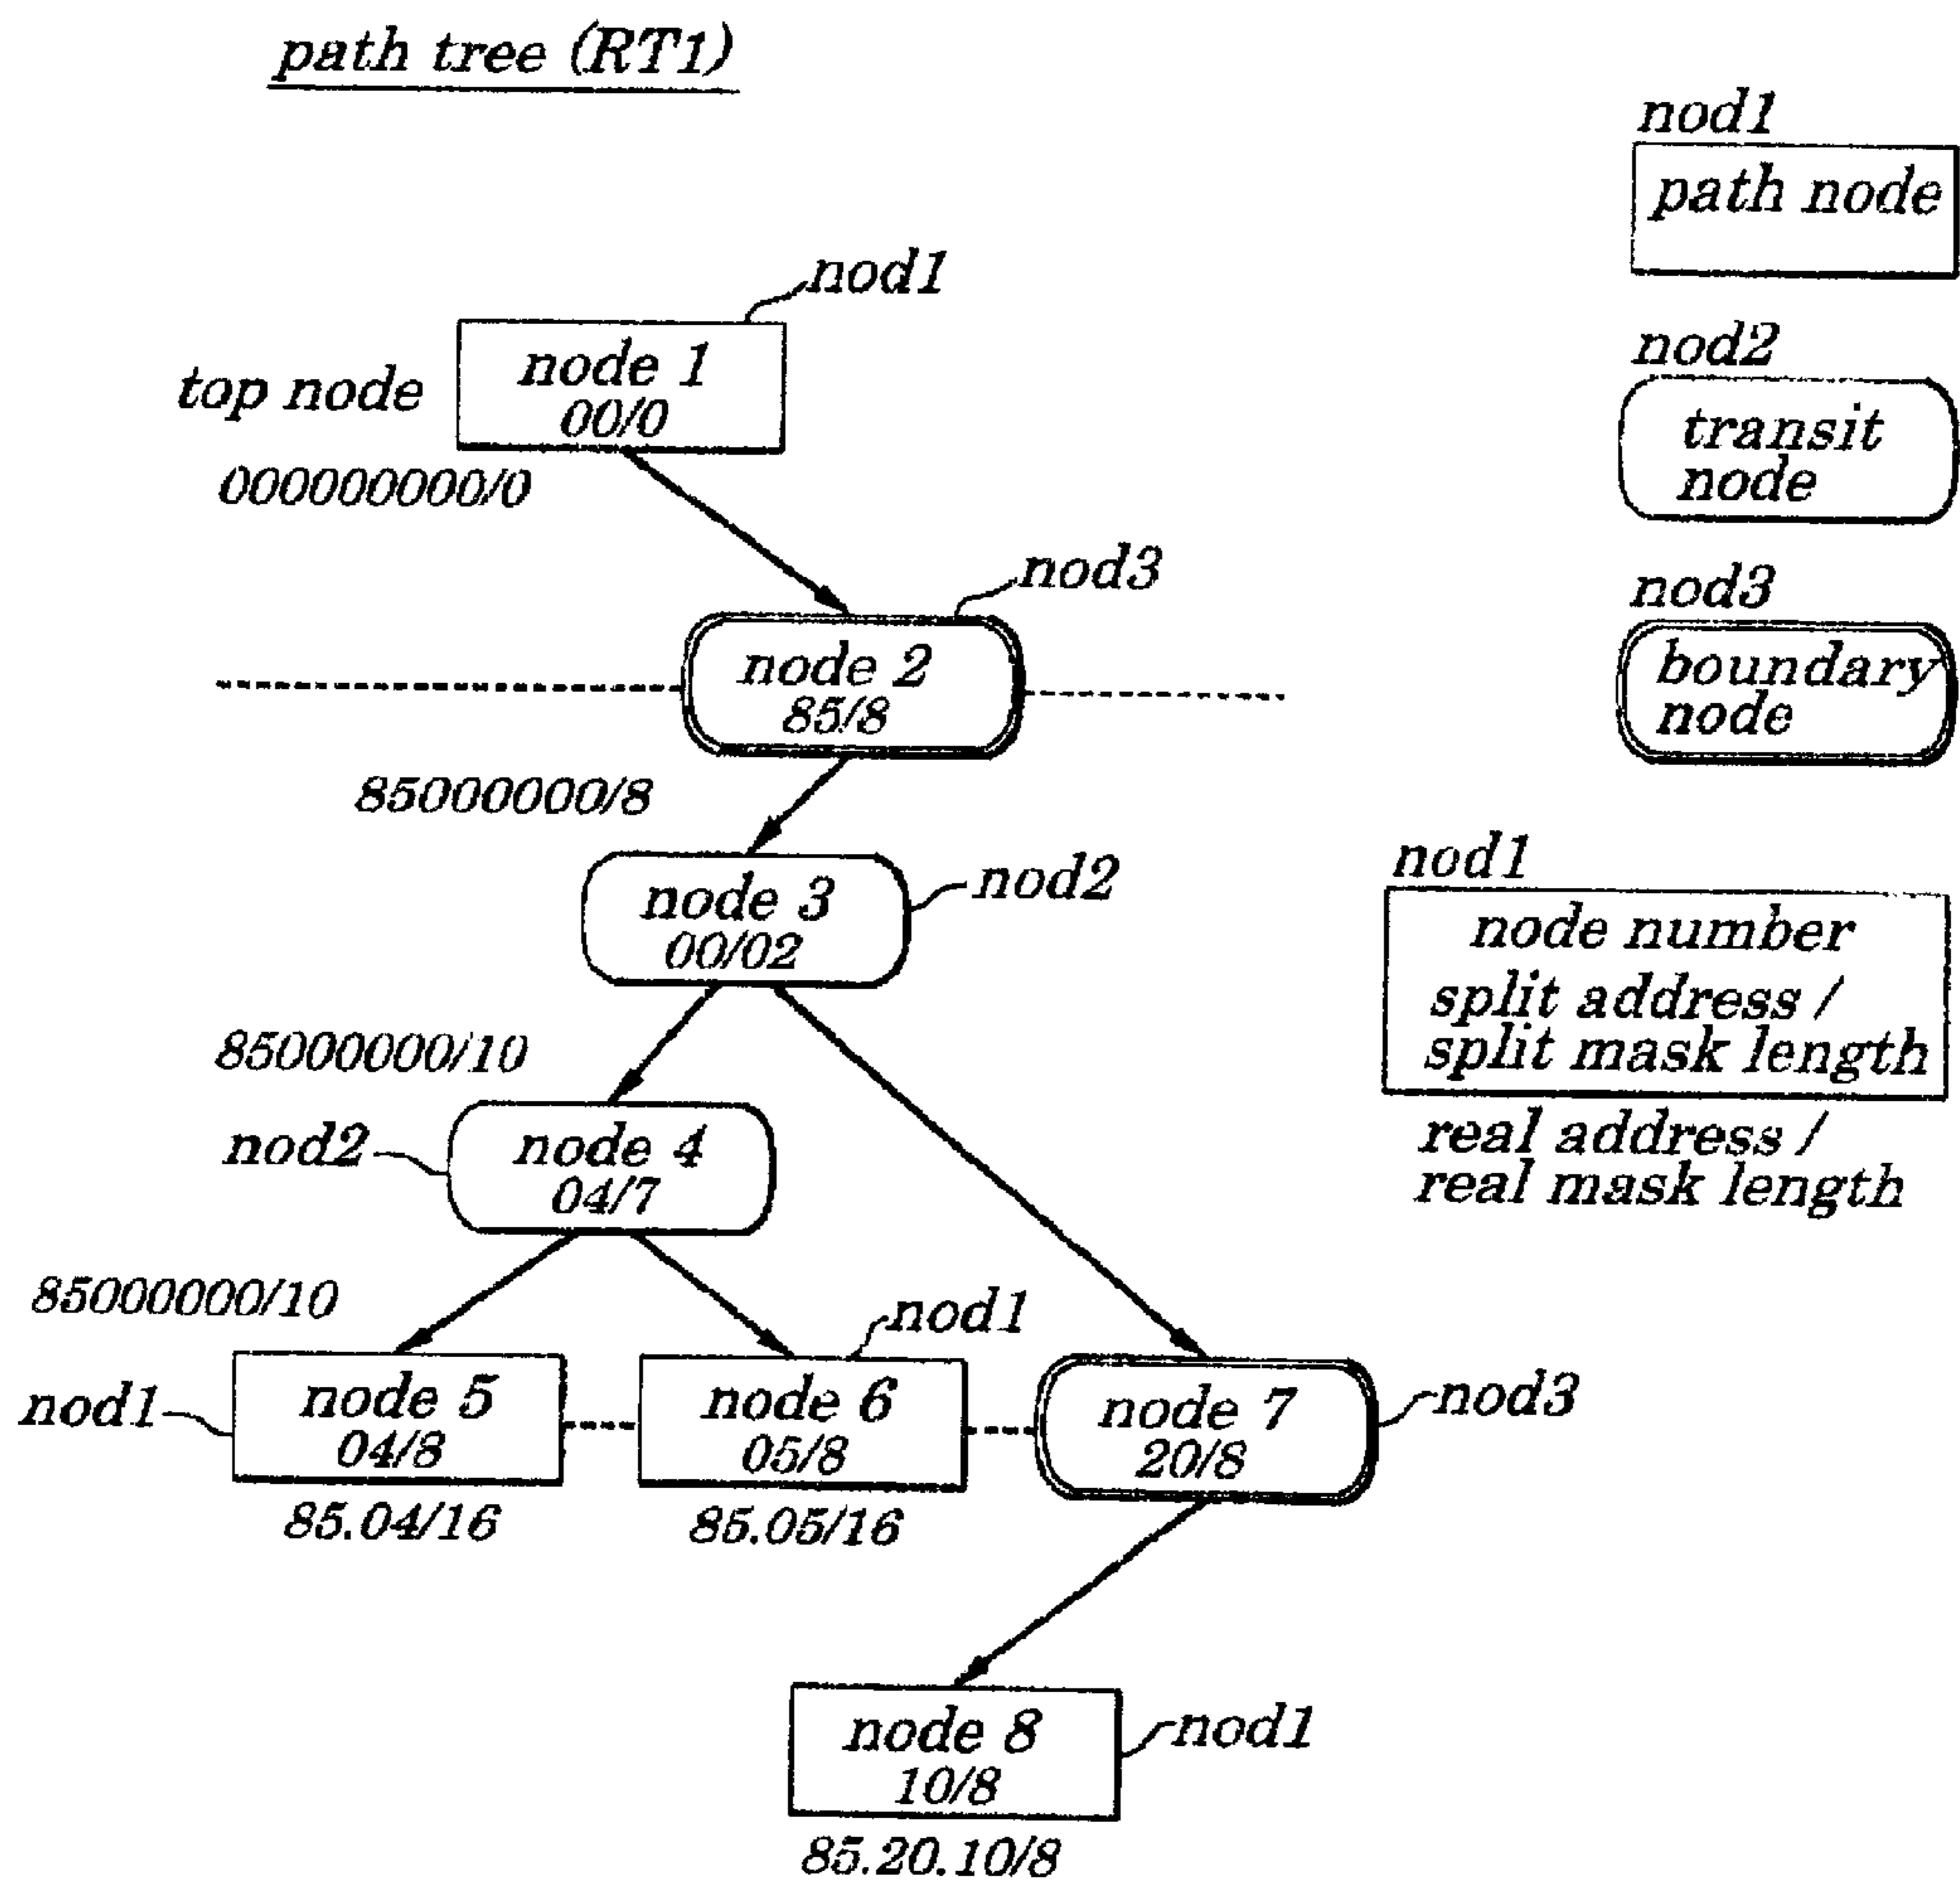 path tree (RT1)
nod1
path node
nod1
node 1
00/0
top node
000000000/0
nod2
transit
node
nod3
node 2
85/8
nod3
boundary
node
85000000/8
node 3
00/02
nod2
nod1
node number
split address /
split mask length
real address /
real mask length
85000000/10
nod2
node 4
04/7
85000000/10
nod1
nod1
node 5
04/8
85.04/16
node 6
05/8
85.05/16
node 7
20/8
nod3
node 8
10/8
nod1
85.20.10/8